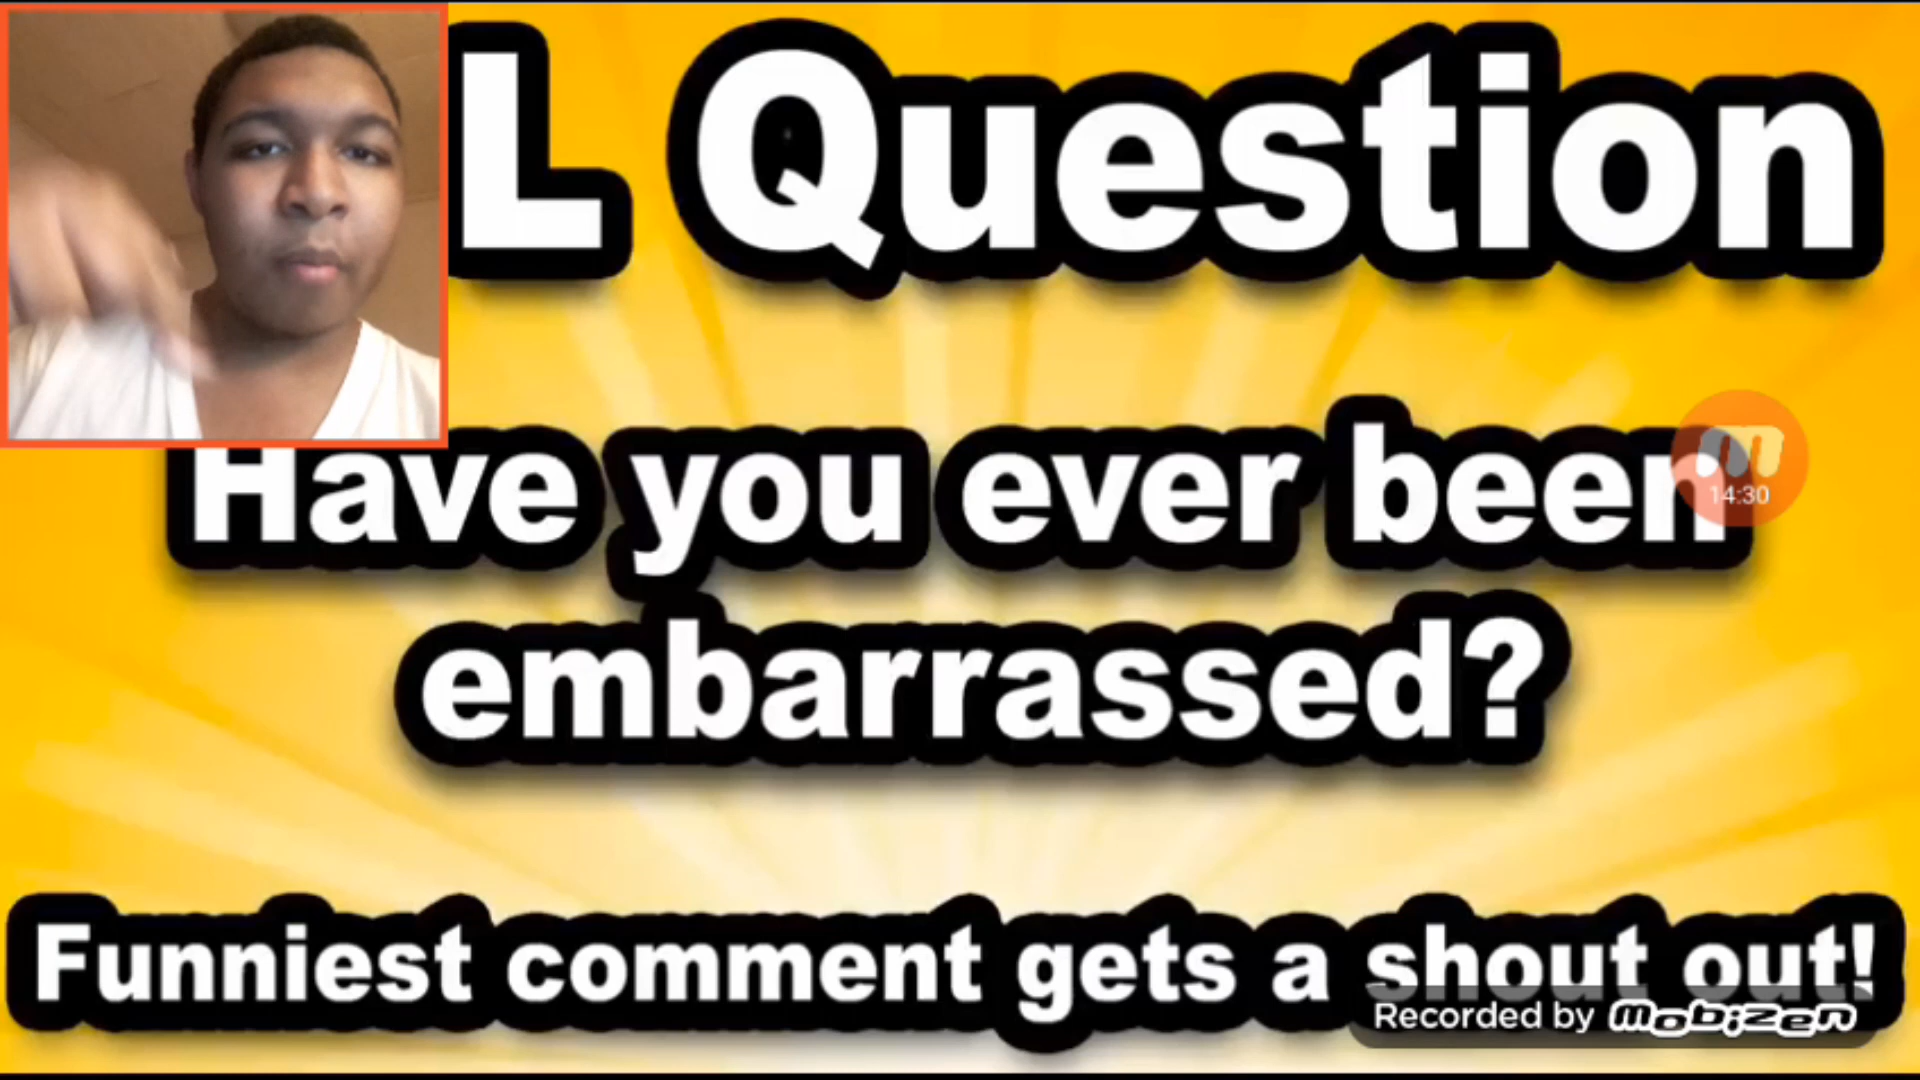 L Question
Have you ever been
14:30
embarrassed?
Funniest comment gets a shout out!
Recorded by mobizen